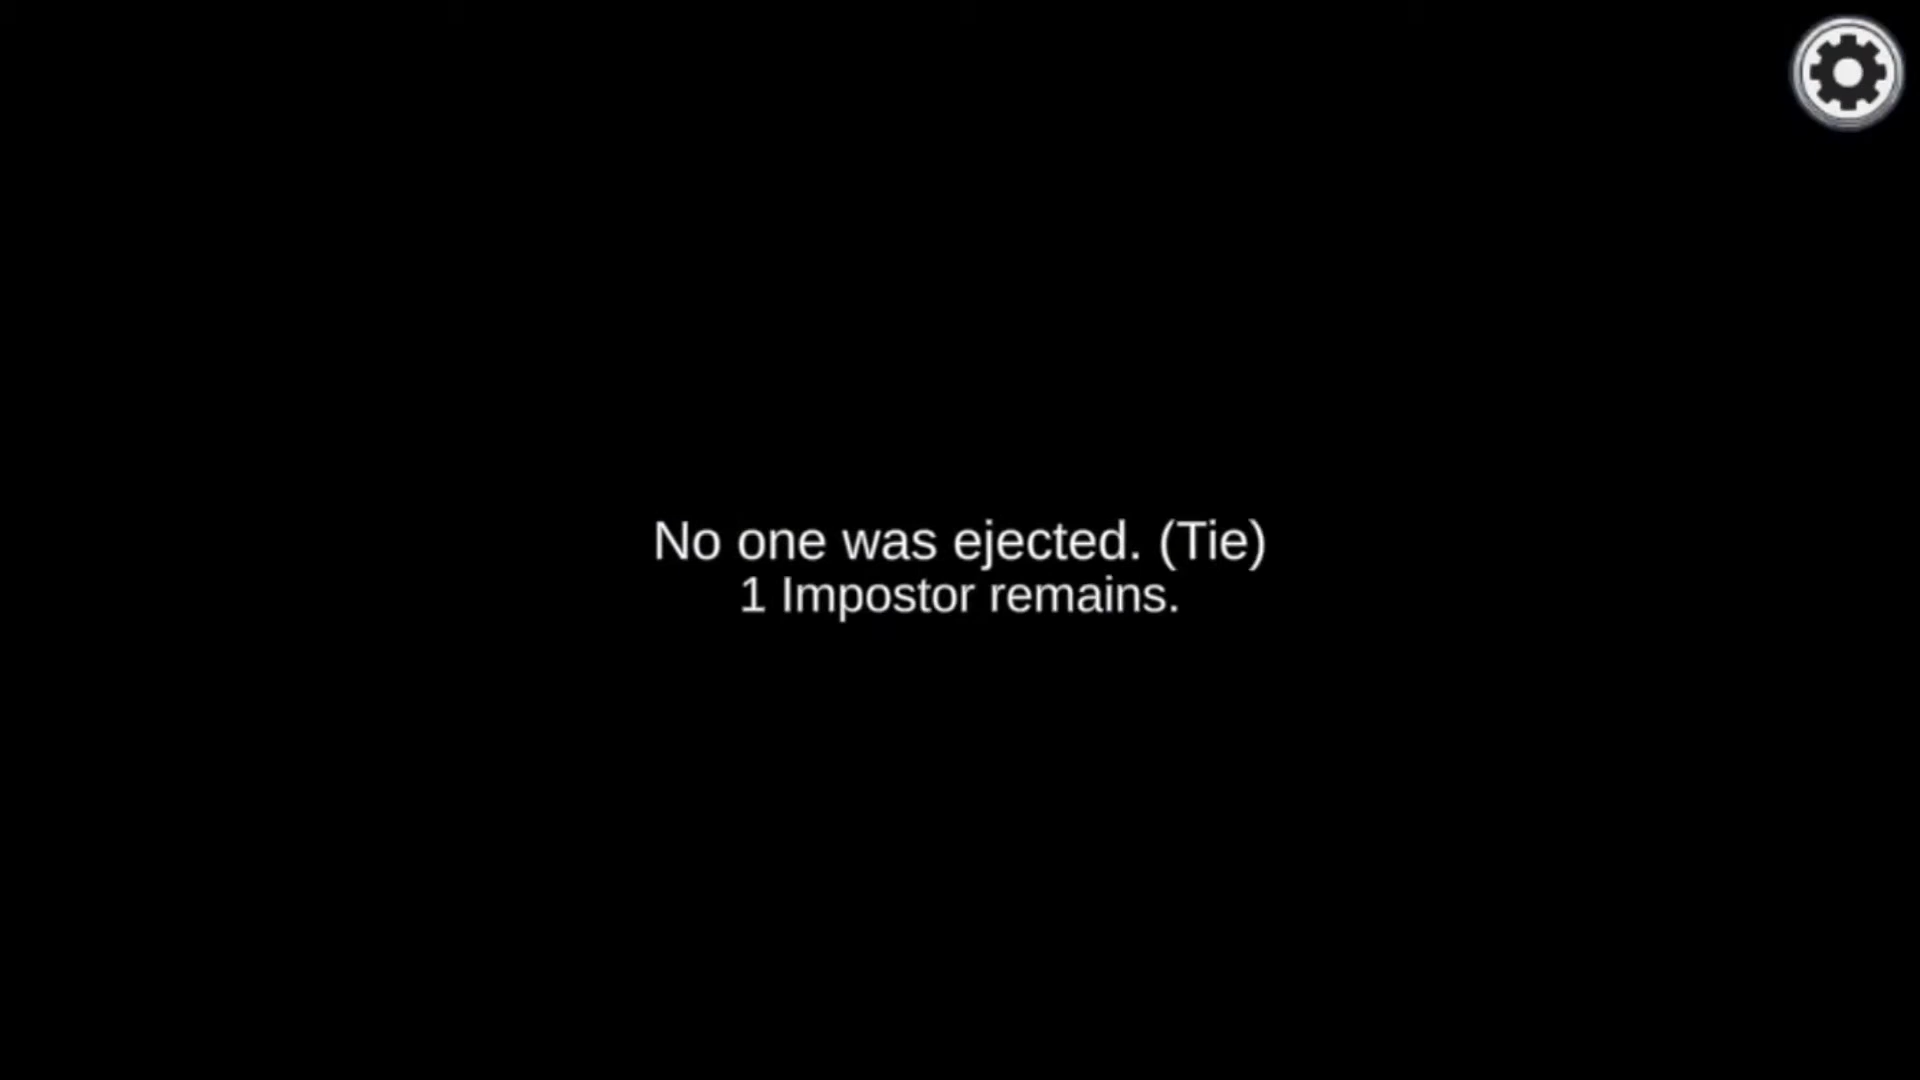 No one was ejected. (Tie)
1 Impostor remains.